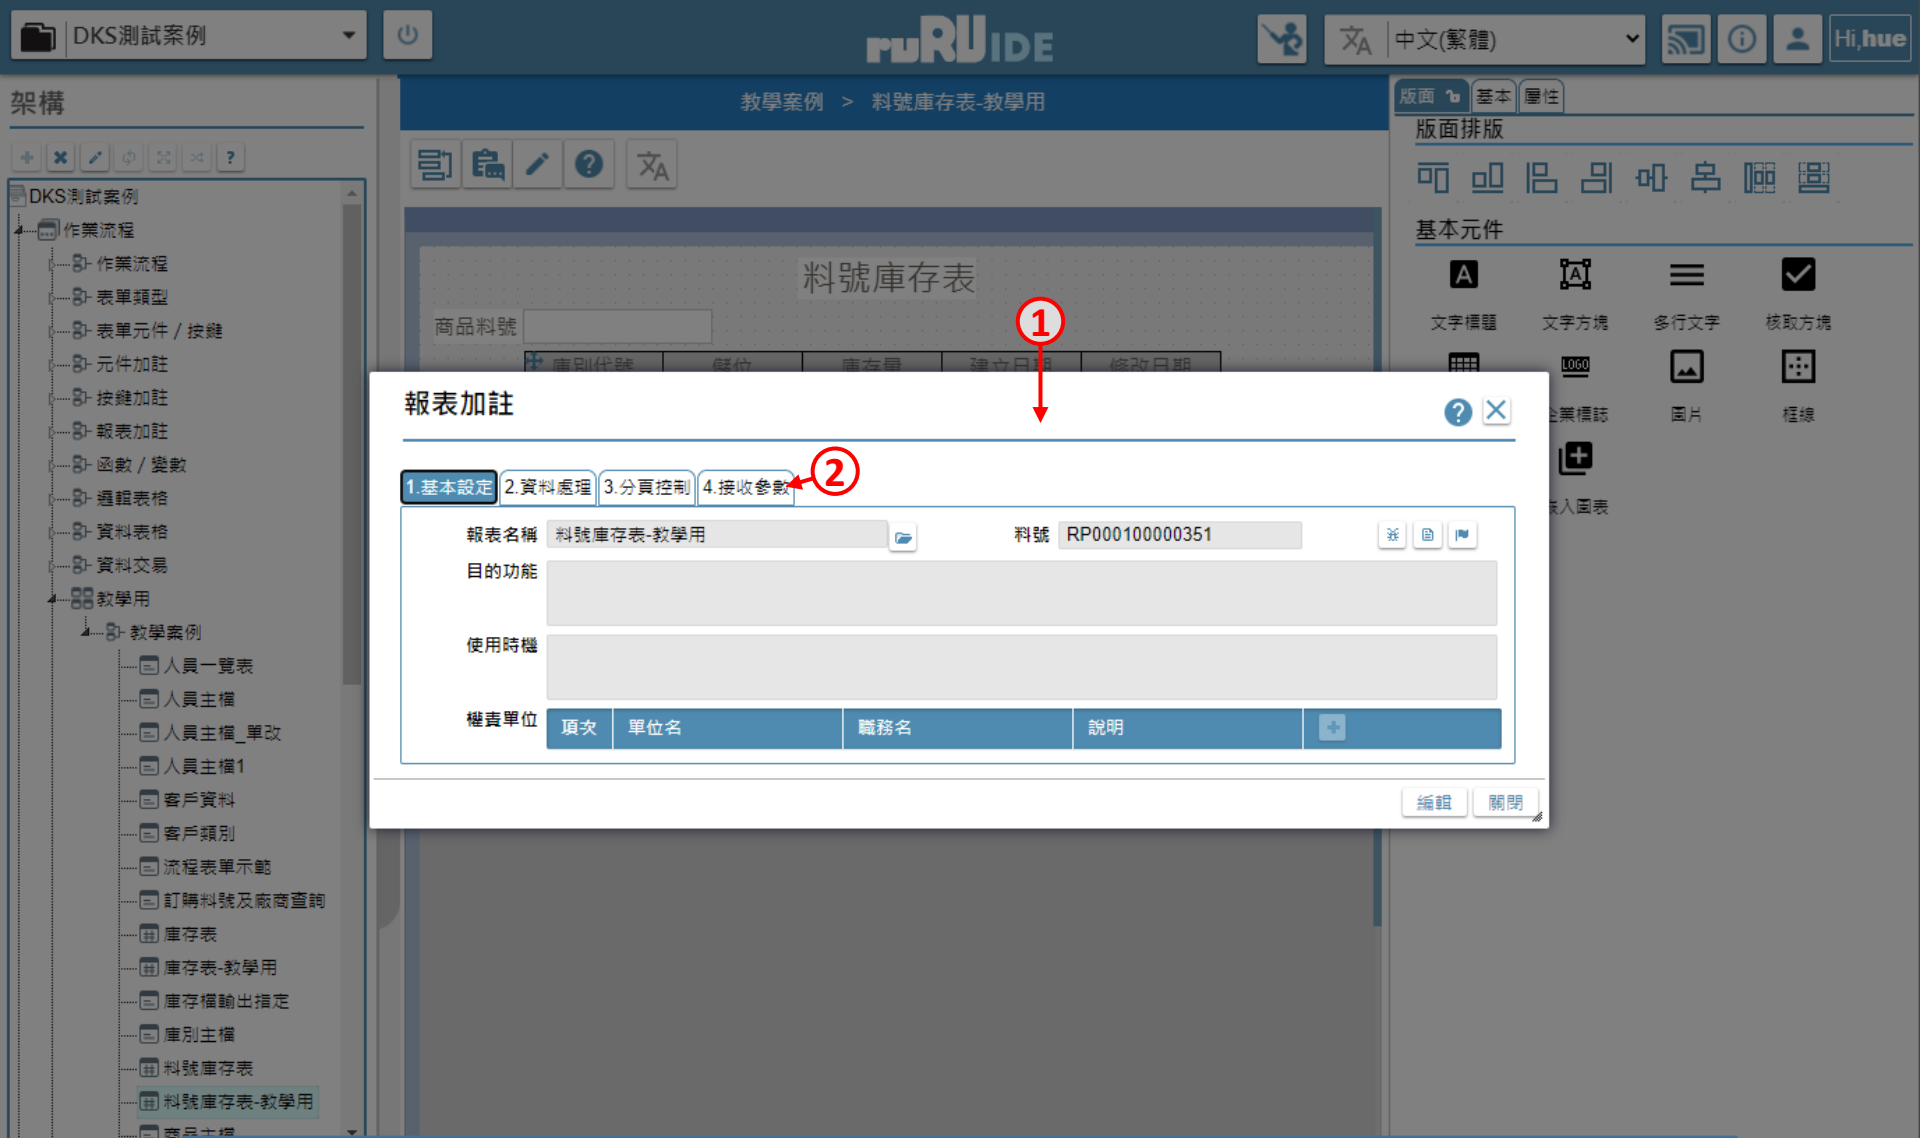 DKS測試案例
ruRU IDE
中文(繁體)
Hi,hue
架構
教學案例 > 料號庫存表-教學用
版面 基本 屬性
版面排版
DKS測試案例
作業流程
作業流程
表單類型
表單元件 / 按鍵
元件加註
按鍵加註
報表加註
函數 / 變數
邏輯表格
資料表格
資料交易
教學用
教學案例
人員一覽表
人員主檔
人員主檔_單改
人員主檔1
客戶資料
客戶類別
流程表單示範
訂購料號及廠商查詢
庫存表
庫存表-教學用
庫存檔輸出指定
庫別主檔
料號庫存表
料號庫存表-教學用
商品主檔
料號庫存表
商品料號
庫別代號 儲位 庫存量 建立日期 修改日期
1
基本元件
文字標題 文字方塊 多行文字 核取方塊
LOGO
企業標誌 圖片 框線
嵌入圖表
報表加註
1.基本設定 2.資料處理 3.分頁控制 4.接收參數
2
報表名稱 料號庫存表-教學用 料號 RP000100000351
目的功能
使用時機
權責單位 項次 單位名 職務名 說明
編輯 關閉